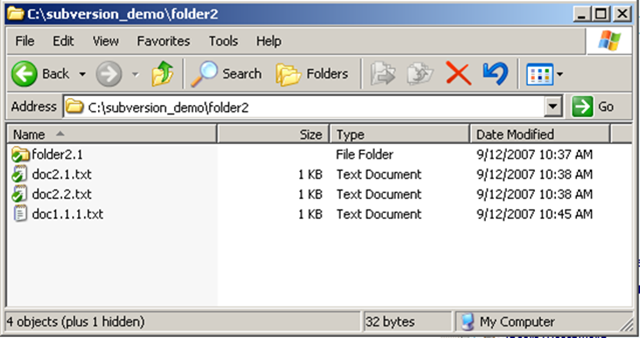 C:\subversion_demo\folder2
File Edit View Favorites Tools Help
Back Search Folders
Address C:\subversion_demo\folder2 Go
Name Size Type Date Modified
folder2.1 File Folder 9/12/2007 10:37 AM
doc2.1.txt 1 KB Text Document 9/12/2007 10:38 AM
doc2.2.txt 1 KB Text Document 9/12/2007 10:38 AM
doc1.1.1.txt 1 KB Text Document 9/12/2007 10:45 AM
4 objects (plus 1 hidden) 32 bytes My Computer